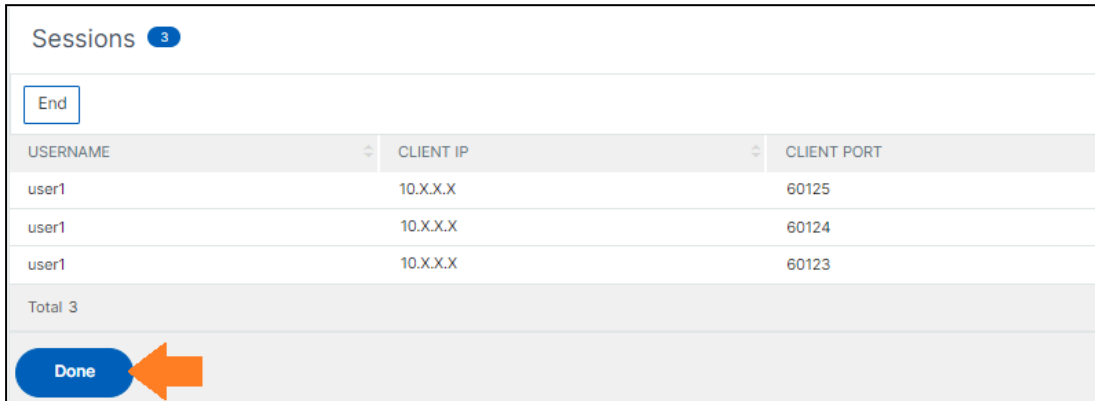 Sessions 3
End
USERNAME CLIENT IP CLIENT PORT
user1 10.X.X.X 60125
user1 10.X.X.X 60124
user1 10.X.X.X 60123
Total 3
Done